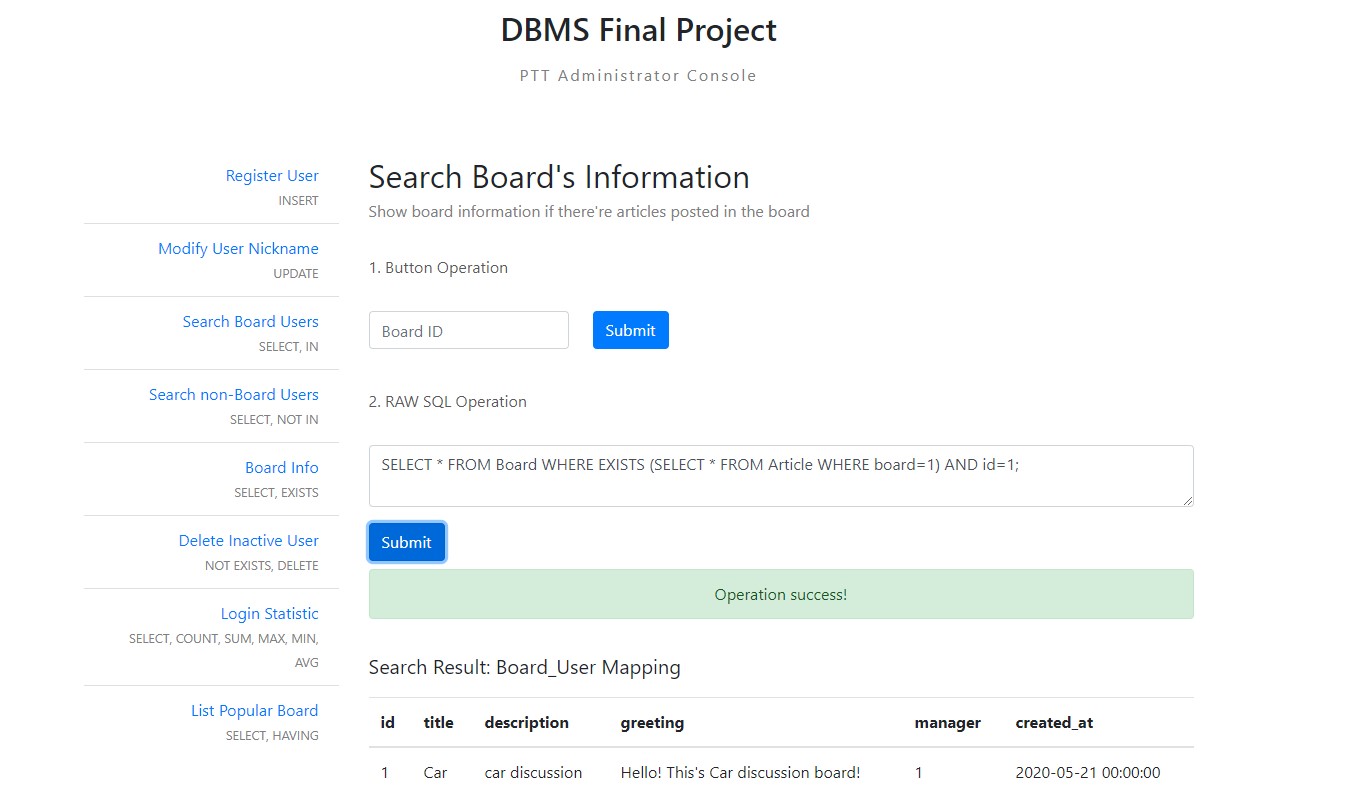 DBMS Final Project
PTT Administrator Console
Register User
INSERT
Modify User Nickname
UPDATE
Search Board Users
SELECT, IN
Search non-Board Users
SELECT, NOT IN
Board Info
SELECT, EXISTS
Delete Inactive User
NOT EXISTS, DELETE
Login Statistic
SELECT, COUNT, SUM, MAX, MIN,
AVG
List Popular Board
SELECT, HAVING
Search Board's Information
Show board information if there're articles posted in the board
1. Button Operation
Board ID Submit
2. RAW SQL Operation
SELECT * FROM Board WHERE EXISTS (SELECT * FROM Article WHERE board=1) AND id=1;
Submit
Operation success!
Search Result: Board_User Mapping
id title description greeting manager created_at
1 Car car discussion Hello! This's Car discussion board! 1 2020-05-21 00:00:00